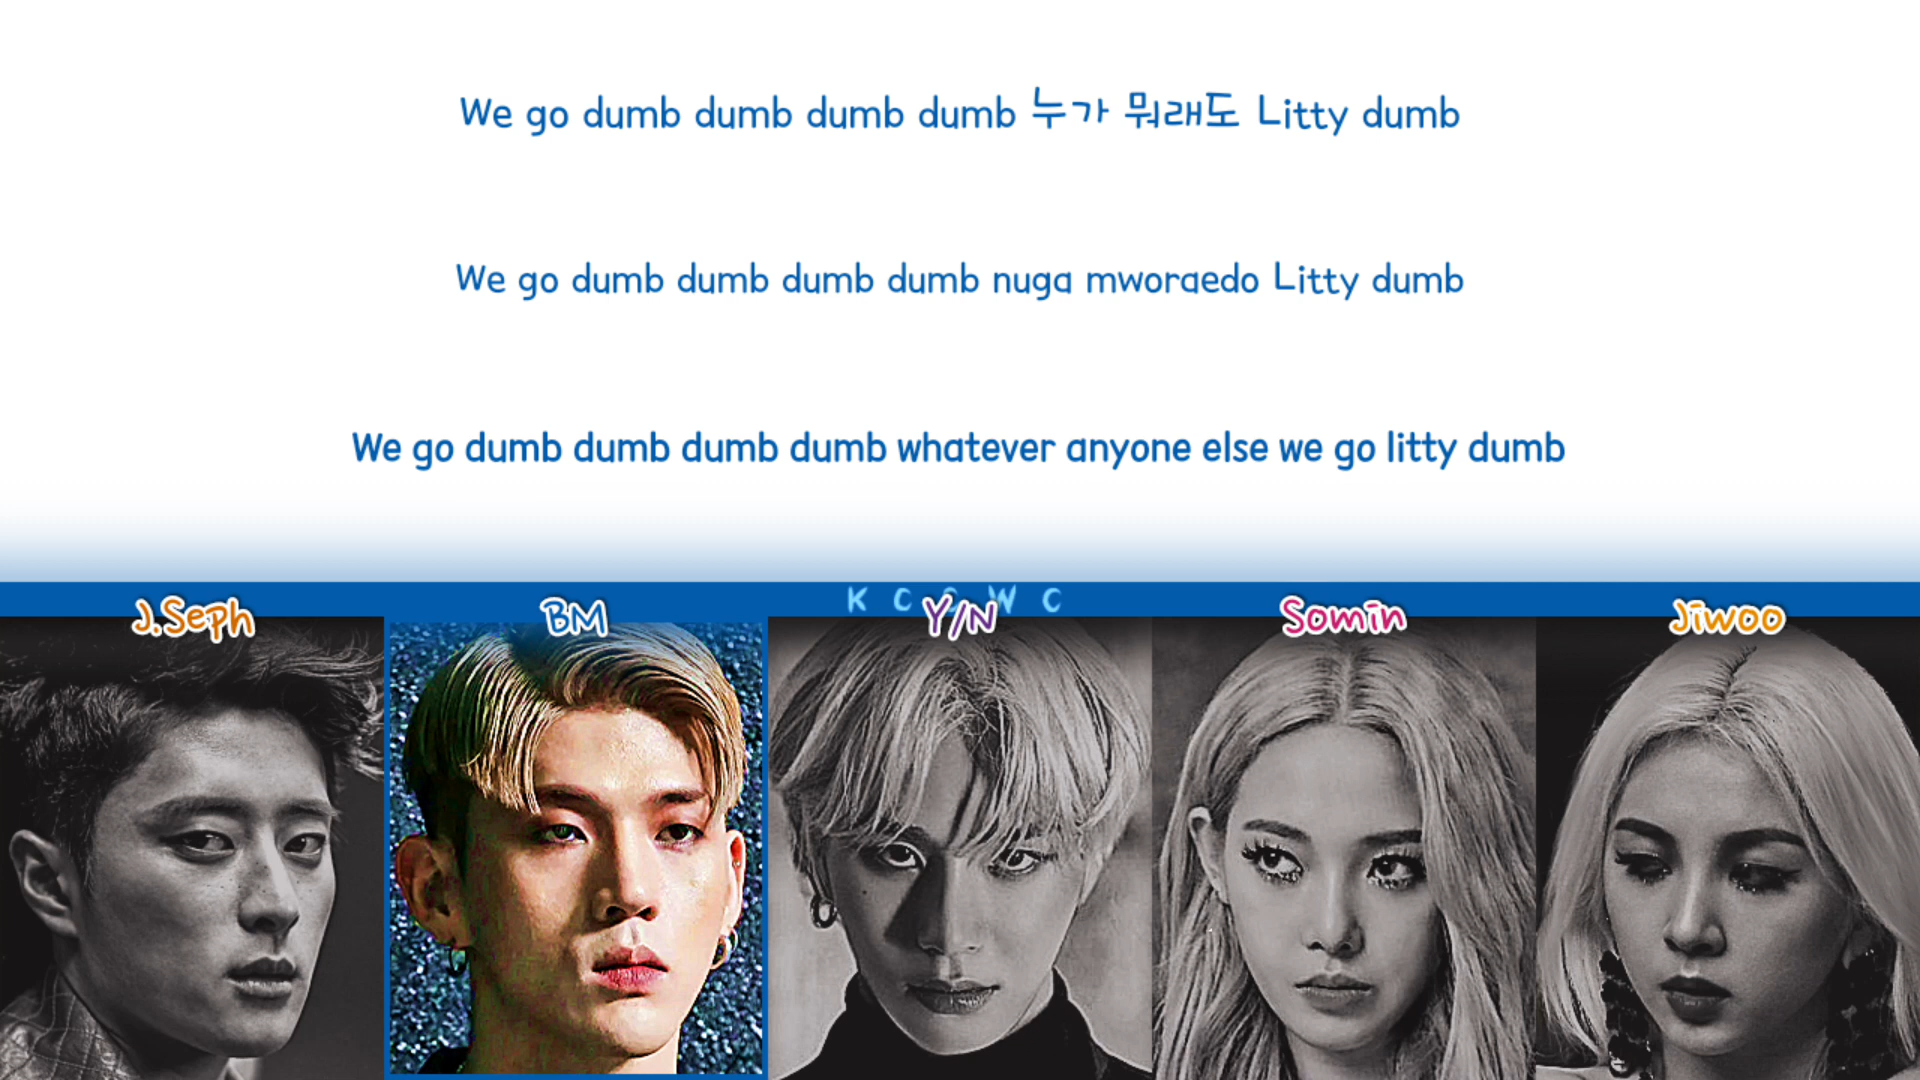 We go dumb dumb dumb dumb 누가 뭐래도 Litty dumb
We go dumb dumb dumb dumb nuga mworaedo Litty dumb
We go dumb dumb dumb dumb whatever anyone else we go litty dumb
J.Seph
BM
Y/N
Somin
Jiwoo